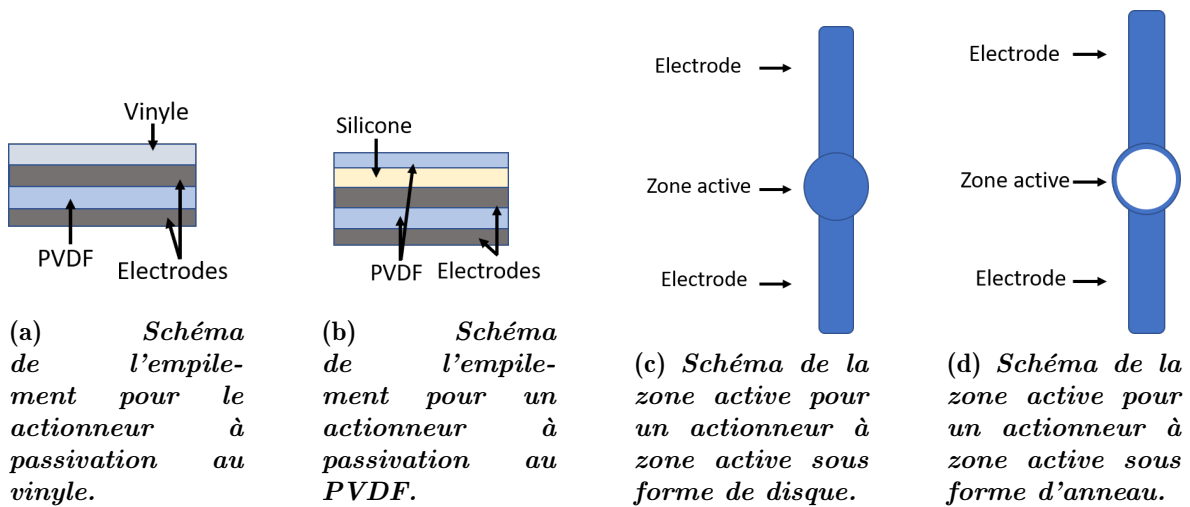 Vinyle
PVDF
Electrodes
(a) Schéma
de l'empile-
ment pour le
actionneur à
passivation au
vinyle.
Silicone
PVDF
Electrodes
(b) Schéma
de l'empile-
ment pour un
actionneur à
passivation au
PVDF.
Electrode
Zone active
Electrode
(c) Schéma de la
zone active pour
un actionneur à
zone active sous
forme de disque.
Electrode
Zone active
Electrode
(d) Schéma de la
zone active pour
un actionneur à
zone active sous
forme d'anneau.